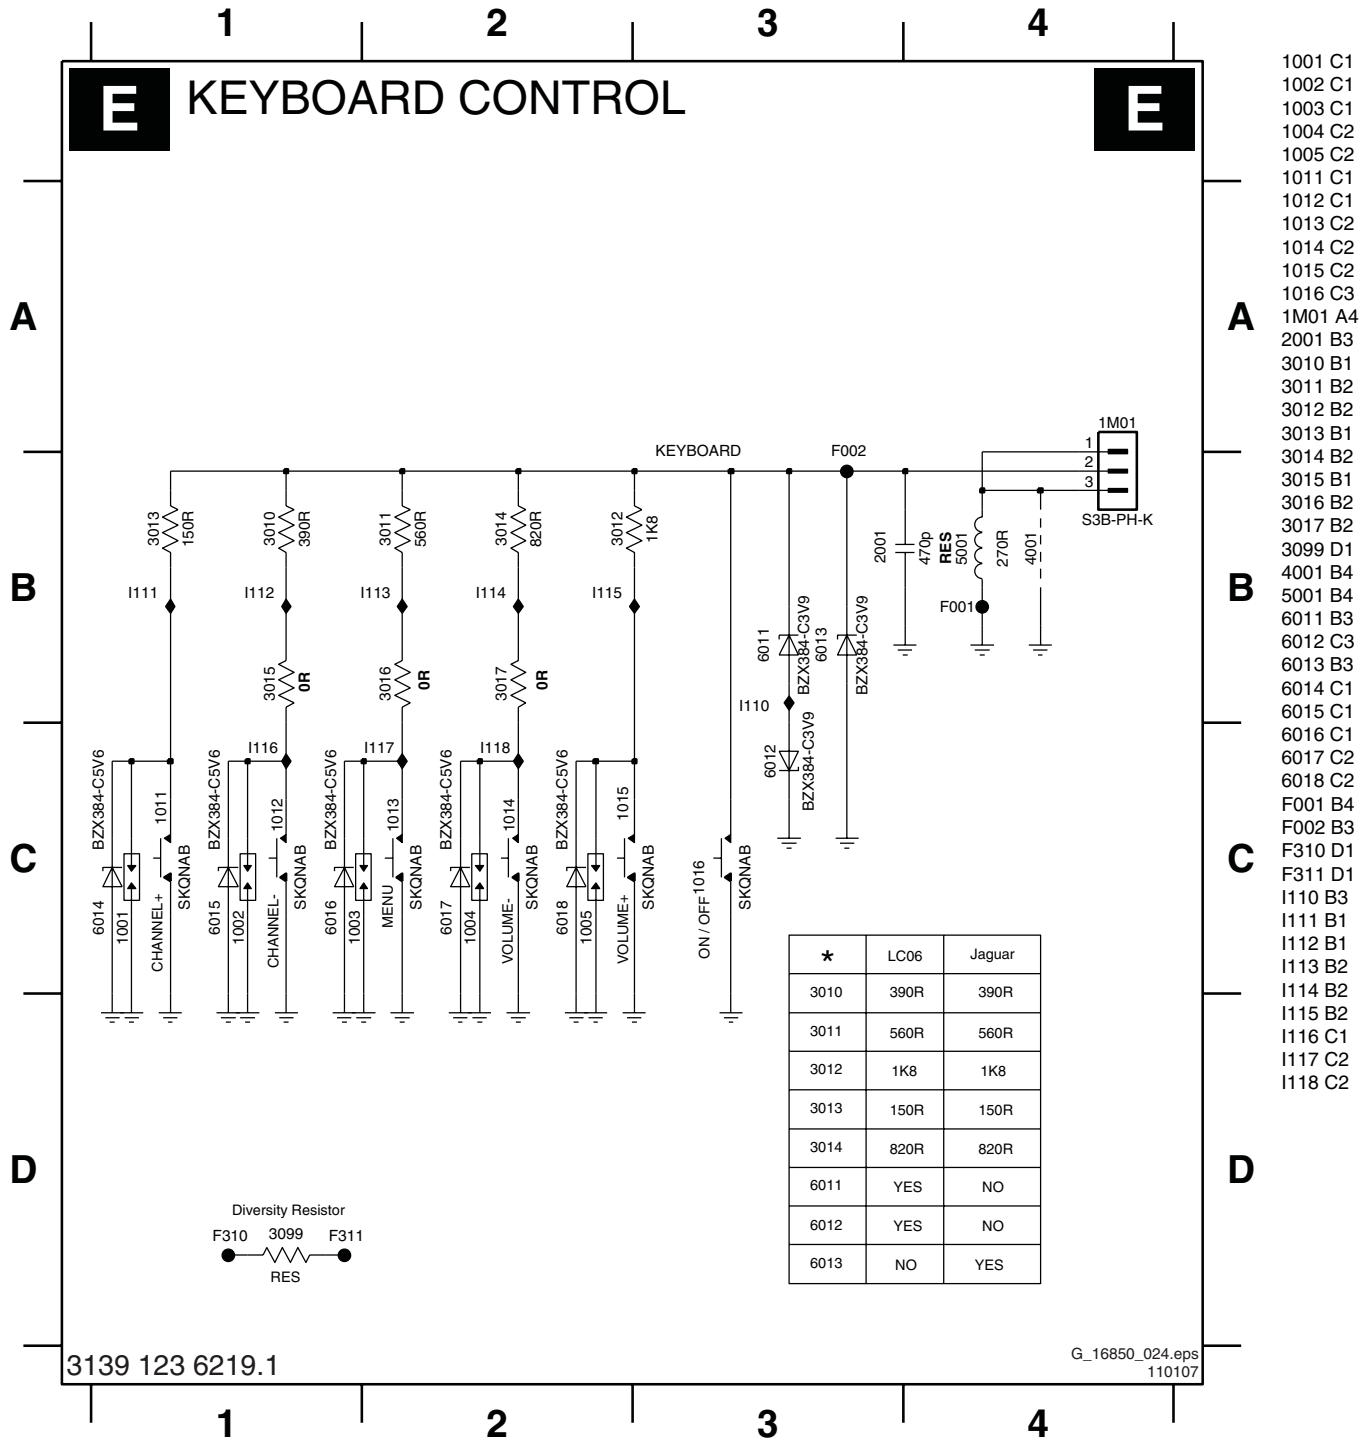 1 2 3 4
E KEYBOARD CONTROL E
A A
1M01
1
2
3
S3B-PH-K
KEYBOARD F002
3013 150R
3010 390R
3011 560R
3014 820R
3012 1K8
2001 470p
RES 5001 270R
4001
B B
I111 I112 I113 I114 I115
F001
6011 BZX384-C3V9
6013 BZX384-C3V9
3015 0R
3016 0R
3017 0R
I110
I116 I117 I118
6012 BZX384-C3V9
BZX384-C5V6 1011
BZX384-C5V6 1012
BZX384-C5V6 1013
BZX384-C5V6 1014
BZX384-C5V6 1015
C C
6014 1001 CHANNEL+ SKQNAB
6015 1002 CHANNEL- SKQNAB
6016 1003 MENU SKQNAB
6017 1004 VOLUME- SKQNAB
6018 1005 VOLUME+ SKQNAB
ON / OFF 1016 SKQNAB
* LC06 Jaguar
3010 390R 390R
3011 560R 560R
3012 1K8 1K8
3013 150R 150R
3014 820R 820R
6011 YES NO
6012 YES NO
6013 NO YES
D D
Diversity Resistor
F310 3099 F311
RES
3139 123 6219.1
G_16850_024.eps
110107
1 2 3 4
1001 C1
1002 C1
1003 C1
1004 C2
1005 C2
1011 C1
1012 C1
1013 C2
1014 C2
1015 C2
1016 C3
1M01 A4
2001 B3
3010 B1
3011 B2
3012 B2
3013 B1
3014 B2
3015 B1
3016 B2
3017 B2
3099 D1
4001 B4
5001 B4
6011 B3
6012 C3
6013 B3
6014 C1
6015 C1
6016 C1
6017 C2
6018 C2
F001 B4
F002 B3
F310 D1
F311 D1
I110 B3
I111 B1
I112 B1
I113 B2
I114 B2
I115 B2
I116 C1
I117 C2
I118 C2